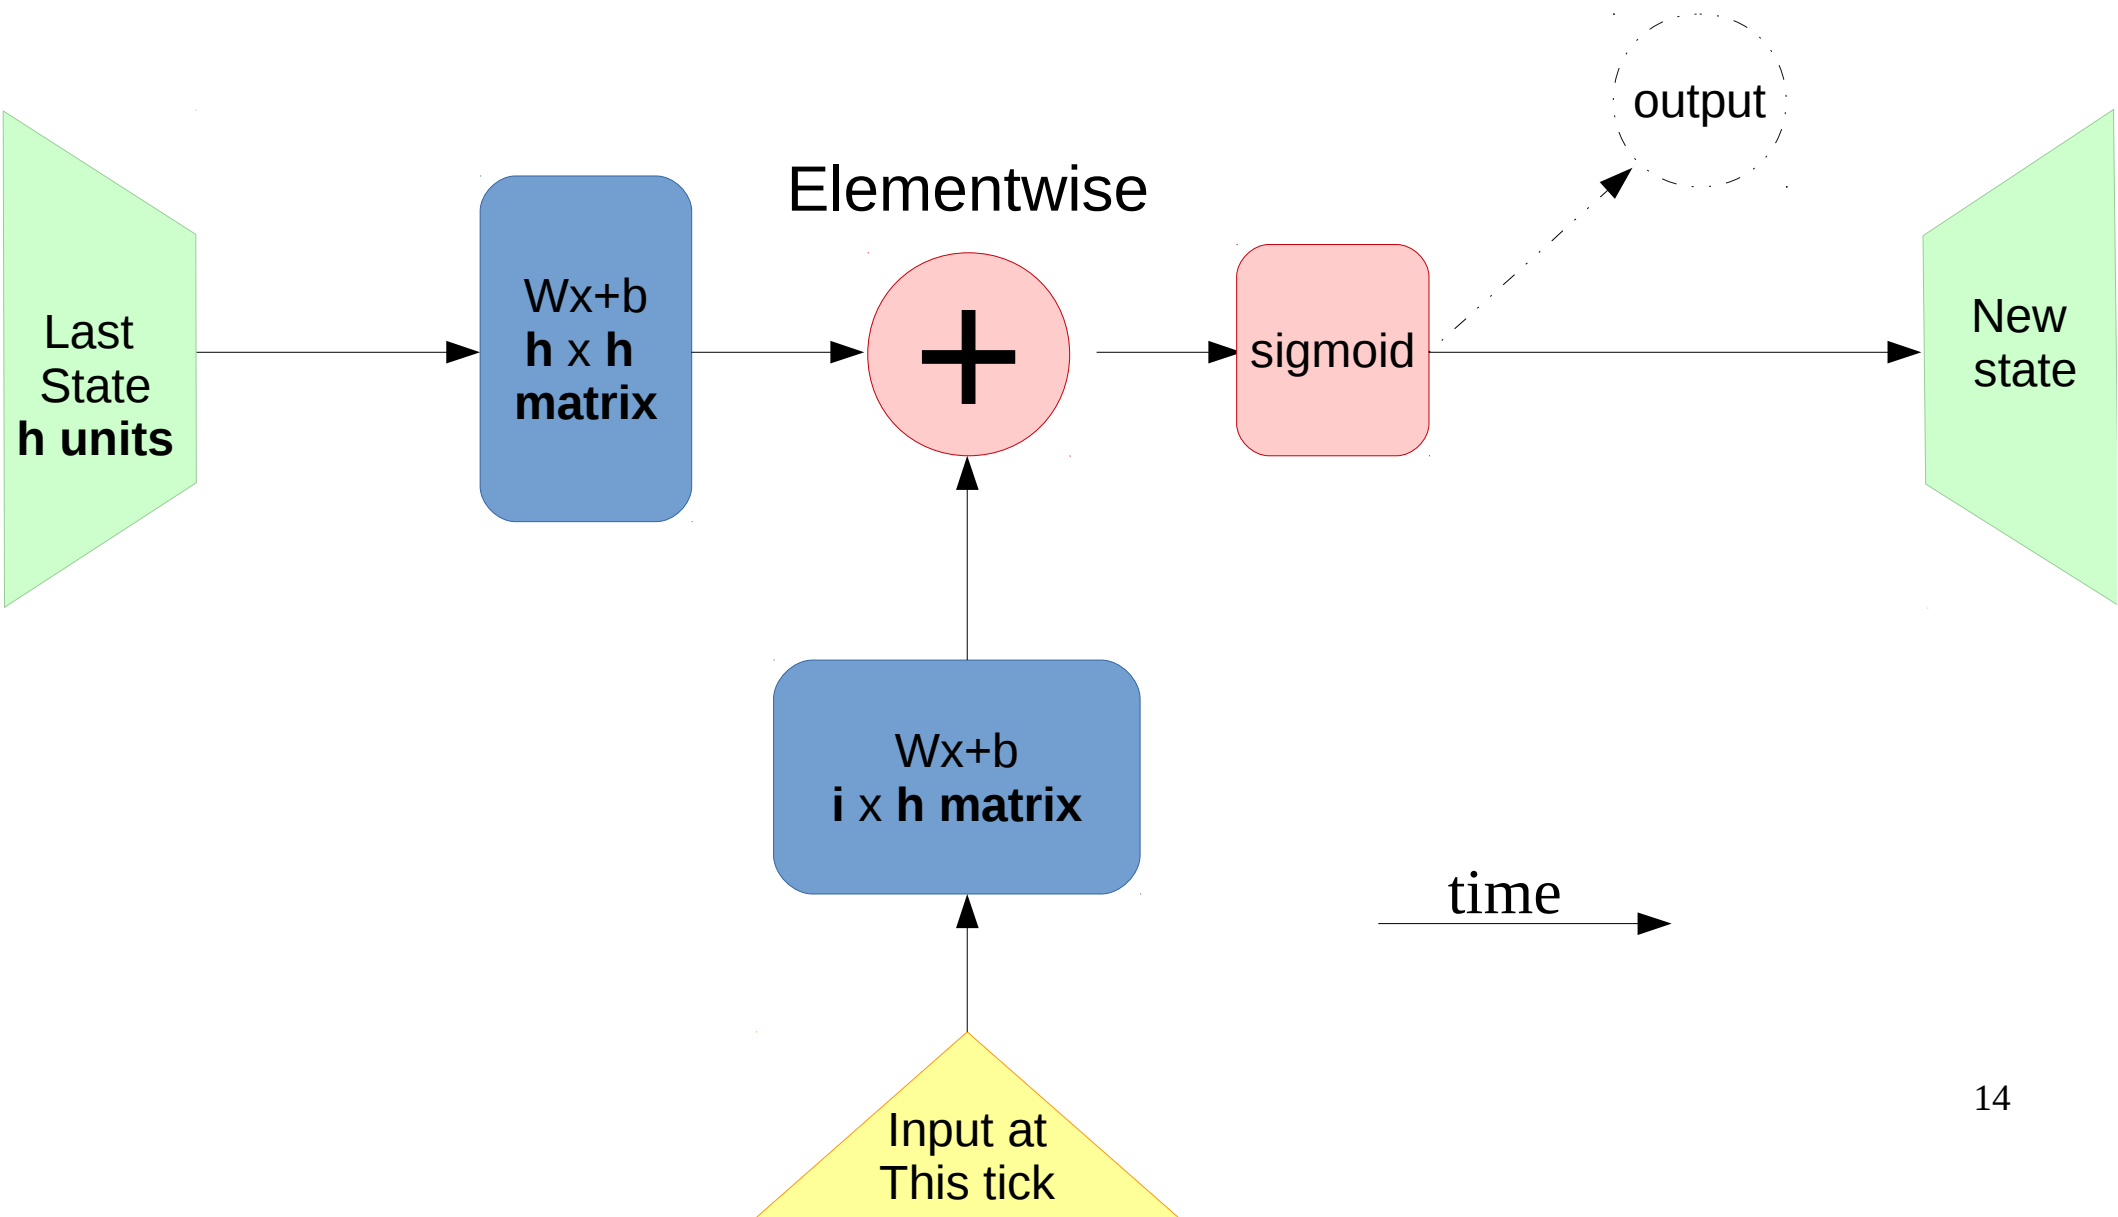 output
Elementwise
Last
State
h units
Wx+b
h x h
matrix
+
sigmoid
New
state
Wx+b
i x h matrix
time
Input at
This tick
14